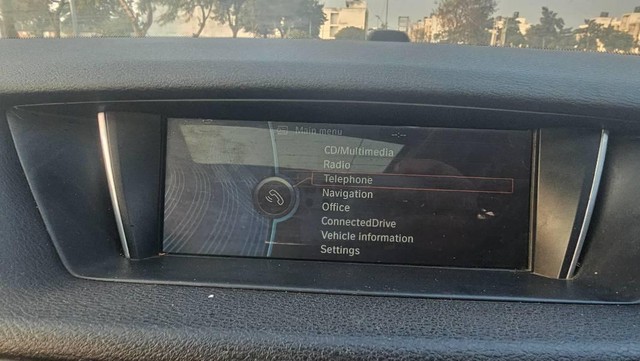 Main menu
CD/Multimedia
Radio
Telephone
Navigation
Office
ConnectedDrive
Vehicle information
Settings